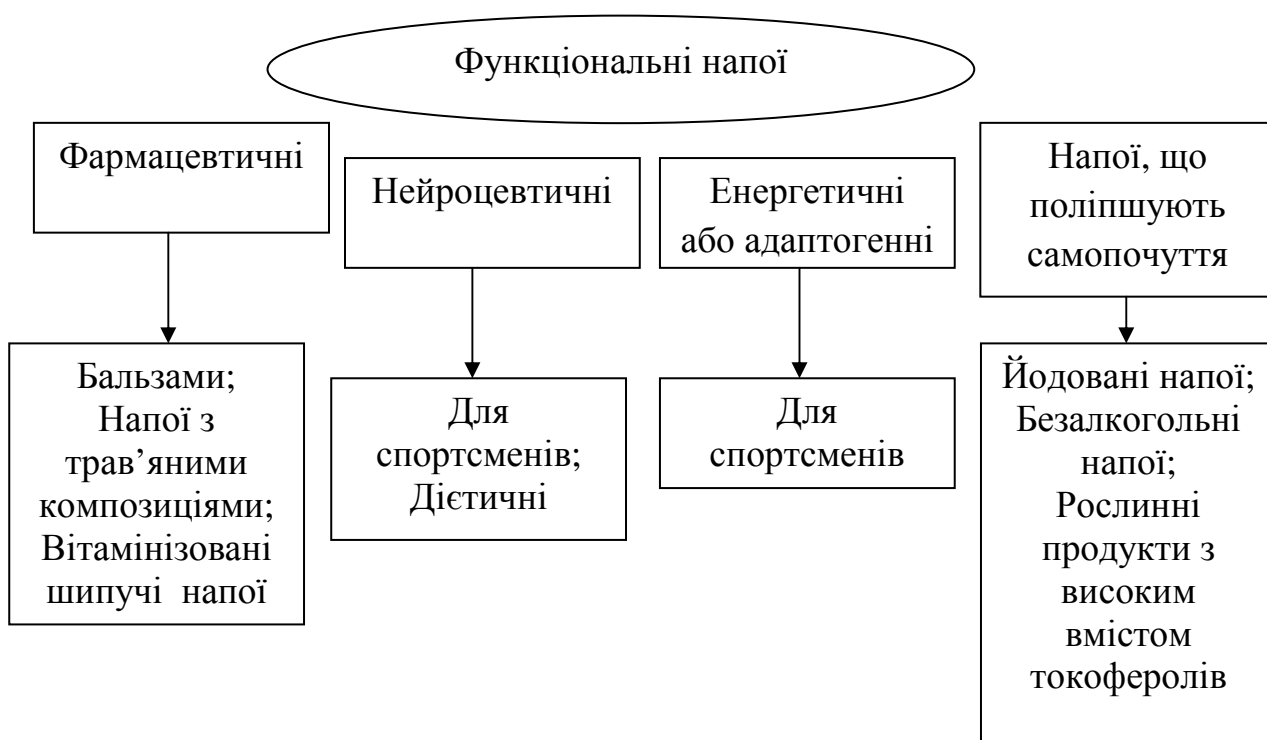 Функціональні напої
Фармацевтичні
Нейроцевтичні
Енергетичні
або адаптогенні
Напої, що
поліпшують
самопочуття
Бальзами;
Напої з
трав’яними
композиціями;
Вітамінізовані
шипучі напої
Для
спортсменів;
Дієтичні
Для
спортсменів
Йодовані напої;
Безалкогольні
напої;
Рослинні
продукти з
високим
вмістом
токоферолів